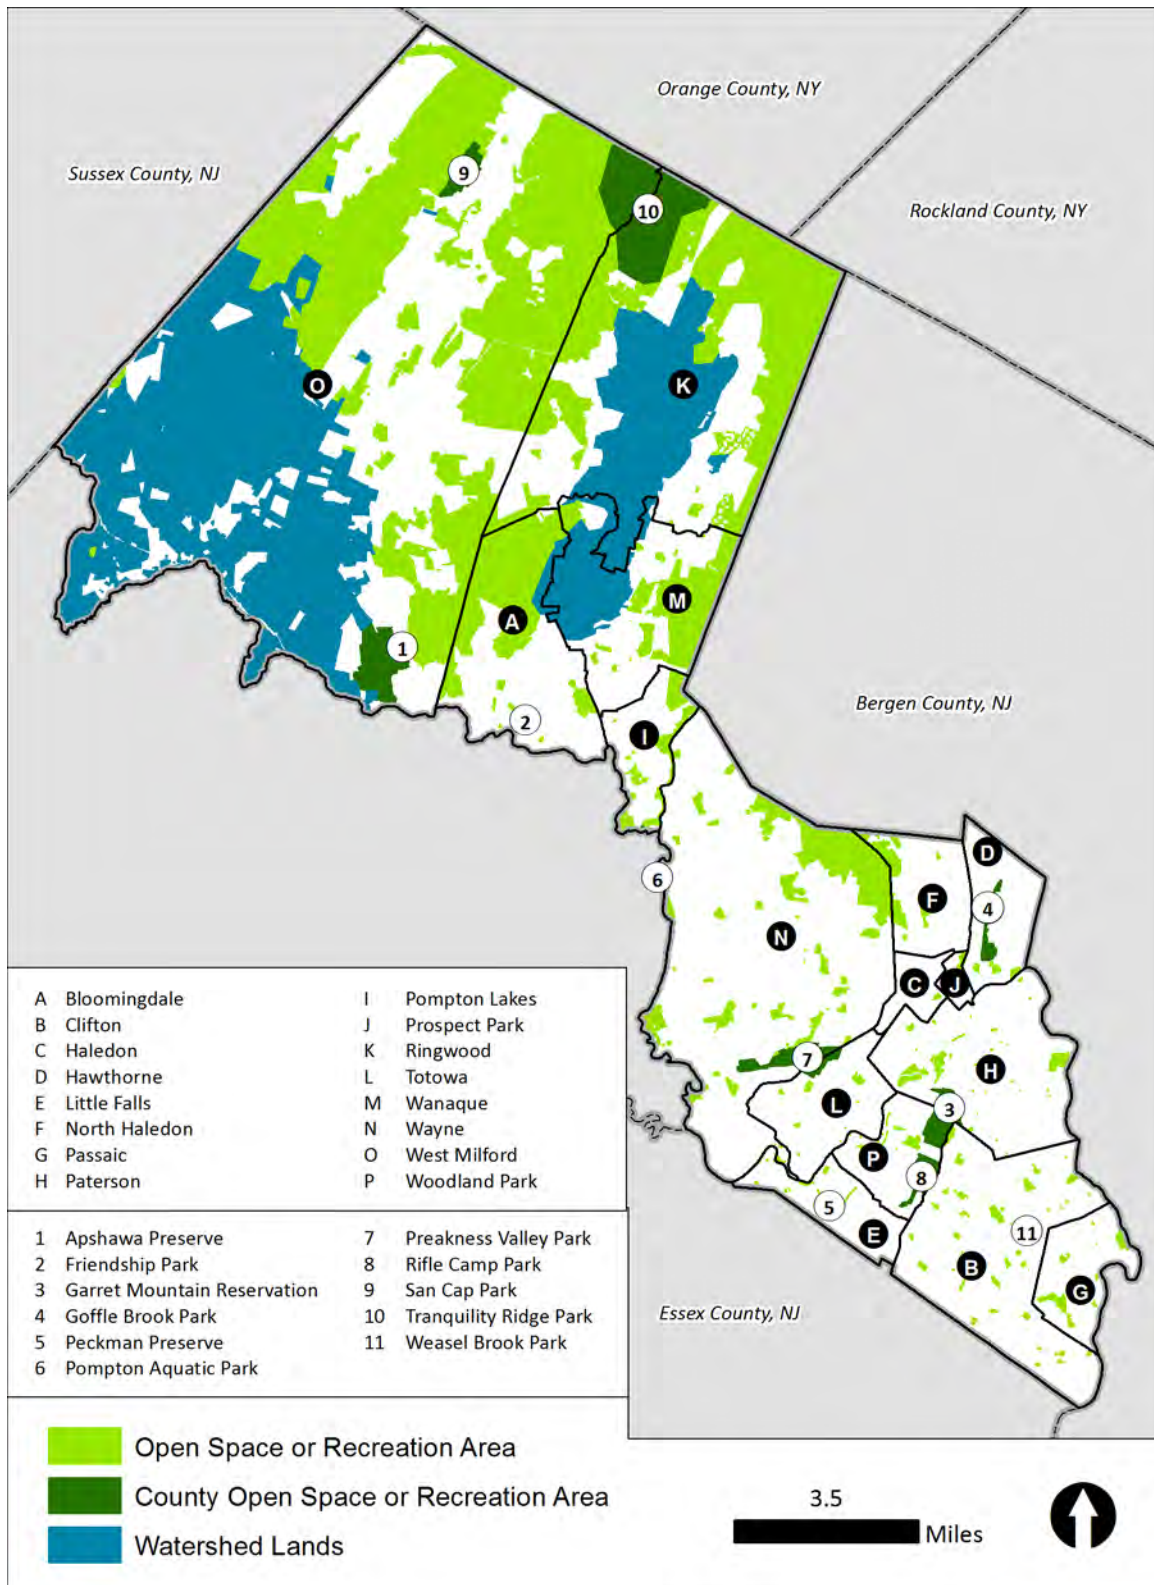 Orange County, NY
Sussex County, NJ
9
10
Rockland County, NY
O
K
M
A
1
Bergen County, NJ
2
I
D
6
F
4
N
C
J
7
H
L
3
P
8
5
E
11
B
G
Essex County, NJ
A Bloomingdale
B Clifton
C Haledon
D Hawthorne
E Little Falls
F North Haledon
G Passaic
H Paterson
I Pompton Lakes
J Prospect Park
K Ringwood
L Totowa
M Wanaque
N Wayne
O West Milford
P Woodland Park
1 Apshawa Preserve
2 Friendship Park
3 Garret Mountain Reservation
4 Goffle Brook Park
5 Peckman Preserve
6 Pompton Aquatic Park
7 Preakness Valley Park
8 Rifle Camp Park
9 San Cap Park
10 Tranquility Ridge Park
11 Weasel Brook Park
Open Space or Recreation Area
County Open Space or Recreation Area
Watershed Lands
3.5
Miles